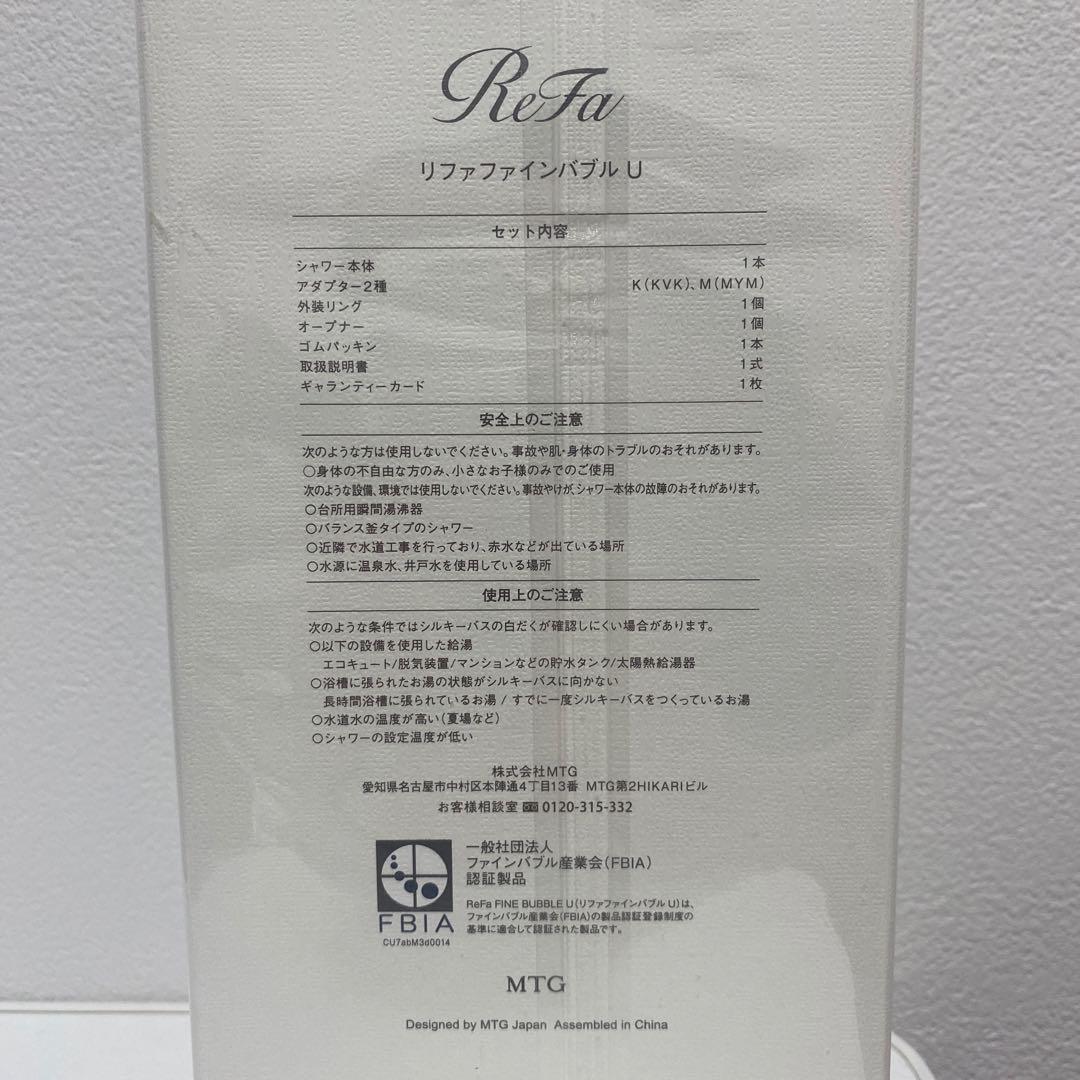 ReFa
リファファインバブル U
セット内容
シャワー本体 1本
アダプター2種 K(KVK)、M(MYM)
外装リング 1個
オープナー 1個
ゴムパッキン 1本
取扱説明書 1式
ギャランティーカード 1枚
安全上のご注意
次のような方は使用しないでください。事故や肌・身体のトラブルのおそれがあります。
○身体の不自由な方のみ、小さなお子様のみでのご使用
次のような設備、環境では使用しないでください。事故やけが、シャワー本体の故障のおそれがあります。
○台所用瞬間湯沸器
○バランス釜タイプのシャワー
○近隣で水道工事を行っており、赤水などが出ている場所
○水源に温泉水、井戸水を使用している場所
使用上のご注意
次のような条件ではシルキーバスの白だくが確認しにくい場合があります。
○以下の設備を使用した給湯
エコキュート/脱気装置/マンションなどの貯水タンク/太陽熱給湯器
○浴槽に張られたお湯の状態がシルキーバスに向かない
長時間浴槽に張られているお湯 / すでに一度シルキーバスをつくっているお湯
○水道水の温度が高い(夏場など)
○シャワーの設定温度が低い
株式会社MTG
愛知県名古屋市中村区本陣通4丁目13番 MTG第2HIKARIビル
お客様相談室 0120-315-332
一般社団法人
ファインバブル産業会(FBIA)
認証製品
FBIA
CU7abM3d0014
ReFa FINE BUBBLE U(リファファインバブル U)は、
ファインバブル産業会(FBIA)の製品認証登録制度の
基準に適合して認証された製品です。
MTG
Designed by MTG Japan Assembled in China